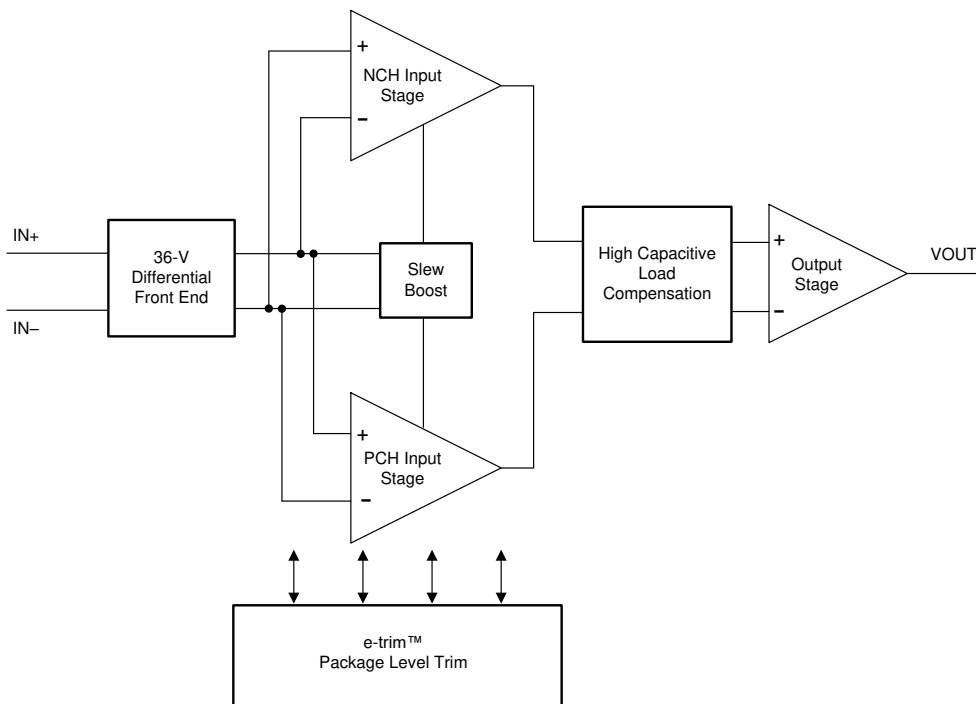 +
NCH Input
Stage
−
IN+
IN–
36-V
Differential
Front End
Slew
Boost
High Capacitive
Load
Compensation
+
Output
Stage
−
VOUT
+
PCH Input
Stage
−
e-trim™
Package Level Trim